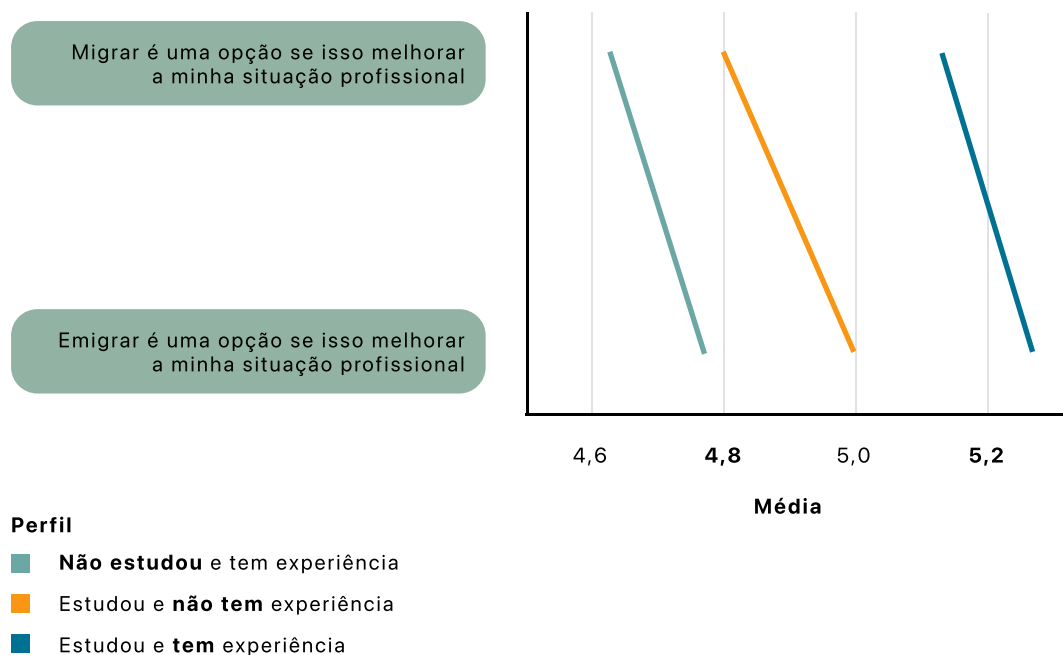 Migrar é uma opção se isso melhorar
a minha situação profissional
Emigrar é uma opção se isso melhorar
a minha situação profissional
4,6 4,8 5,0 5,2
Média
Perfil
Não estudou e tem experiência
Estudou e não tem experiência
Estudou e tem experiência